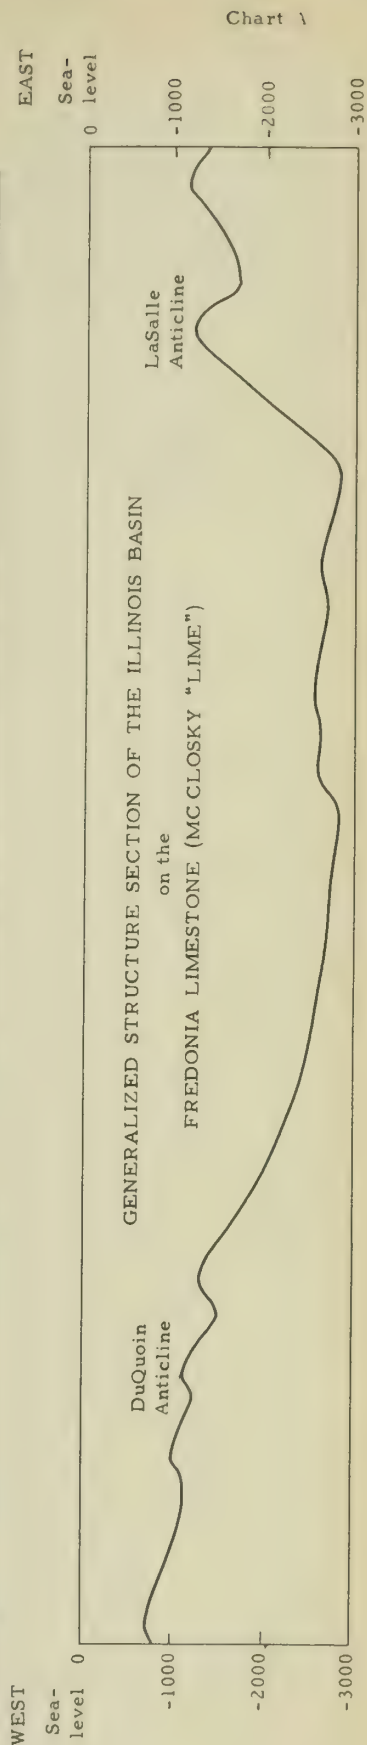 Chart 1
WEST
Sea-
level
0
-1000
-2000
-3000
DuQuoin
Anticline
GENERALIZED STRUCTURE SECTION OF THE ILLINOIS BASIN
on the
FREDONIA LIMESTONE (MC CLOSKY "LIME")
LaSalle
Anticline
EAST
Sea-
level
0
-1000
-2000
-3000